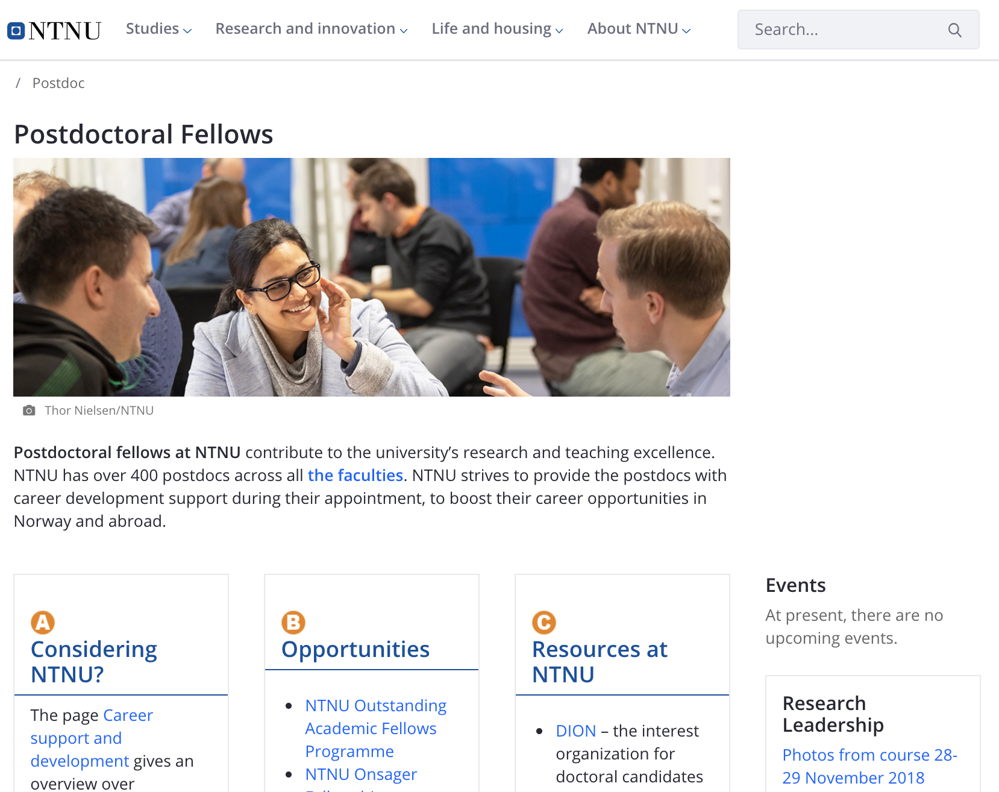 NTNU
Studies
Research and innovation
Life and housing
About NTNU
Search...
/ Postdoc
Postdoctoral Fellows
Thor Nielsen/NTNU
Postdoctoral fellows at NTNU contribute to the university’s research and teaching excellence.
NTNU has over 400 postdocs across all the faculties. NTNU strives to provide the postdocs with
career development support during their appointment, to boost their career opportunities in
Norway and abroad.
A
Considering
NTNU?
The page Career
support and
development gives an
overview over
B
Opportunities
• NTNU Outstanding
Academic Fellows
Programme
• NTNU Onsager
C
Resources at
NTNU
• DION – the interest
organization for
doctoral candidates
Events
At present, there are no
upcoming events.
Research
Leadership
Photos from course 28-
29 November 2018